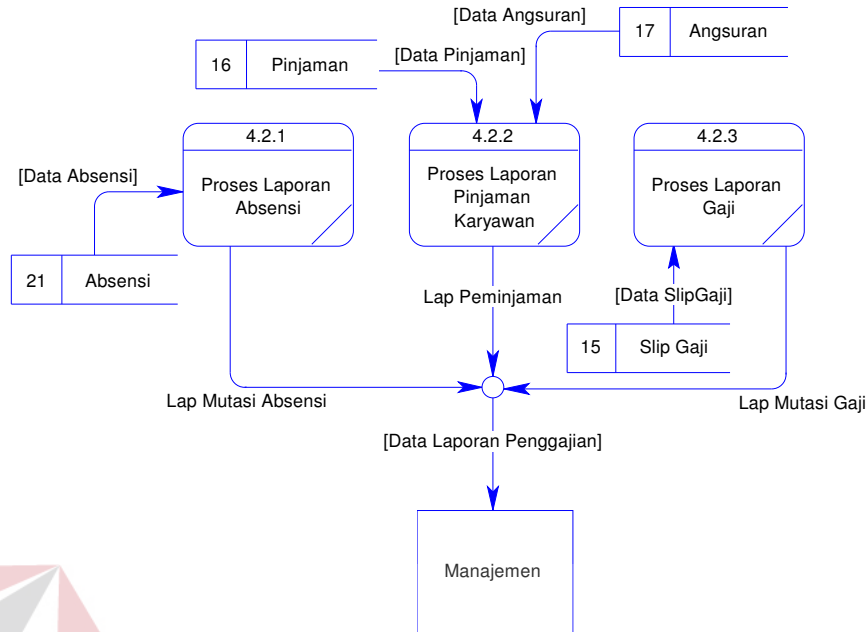 [Data Angsuran]
17 Angsuran
16 Pinjaman
[Data Pinjaman]
4.2.1
Proses Laporan
Absensi
4.2.2
Proses Laporan
Pinjaman
Karyawan
4.2.3
Proses Laporan
Gaji
[Data Absensi]
21 Absensi
Lap Peminjaman
[Data SlipGaji]
15 Slip Gaji
Lap Mutasi Absensi
Lap Mutasi Gaji
[Data Laporan Penggajian]
Manajemen